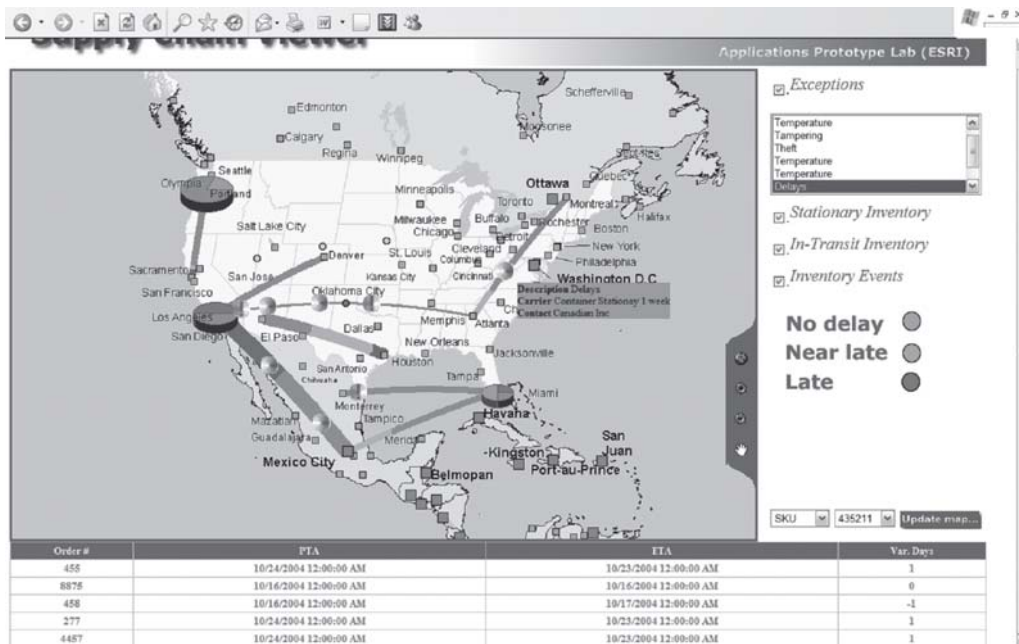 Supply Chain Viewer
Applications Prototype Lab (ESRI)
Exceptions
Temperature
Tampering
Theft
Temperature
Temperature
Delays
Stationary Inventory
In-Transit Inventory
Inventory Events
No delay
Near late
Late
SKU 435211 Update map...
Schefferville
Edmonton
Moosonee
Calgary
Regina
Winnipeg
Sept-Iles
Quebec
Seattle
Olympia
Portland
Minneapolis
Ottawa
Montreal
Toronto
Halifax
Salt Lake City
Milwaukee
Buffalo
Rochester
Boston
Chicago
Detroit
Cleveland
New York
Sacramento
San Jose
Denver
St. Louis
Columbus
Philadelphia
Kansas City
Cincinnati
Washington D.C.
San Francisco
Oklahoma City
Description Delays
Carrier Container Stationsy 1 week
Contact Canadian Inc
Los Angeles
Memphis
Atlanta
Ch
San Diego
El Paso
Dallas
New Orleans
Jacksonville
Houston
San Antonio
Chihuahua
Tampa
Miami
Monterrey
Mazatlan
Tampico
Havana
Guadalajara
Merida
San Juan
Mexico City
Kingston
Port-au-Prince
Belmopan
Order # PTA ETA Var. Days
455 10/24/2004 12:00:00 AM 10/23/2004 12:00:00 AM 1
8875 10/16/2004 12:00:00 AM 10/16/2004 12:00:00 AM 0
458 10/16/2004 12:00:00 AM 10/17/2004 12:00:00 AM -1
277 10/24/2004 12:00:00 AM 10/23/2004 12:00:00 AM 1
4457 10/24/2004 12:00:00 AM 10/23/2004 12:00:00 AM 1